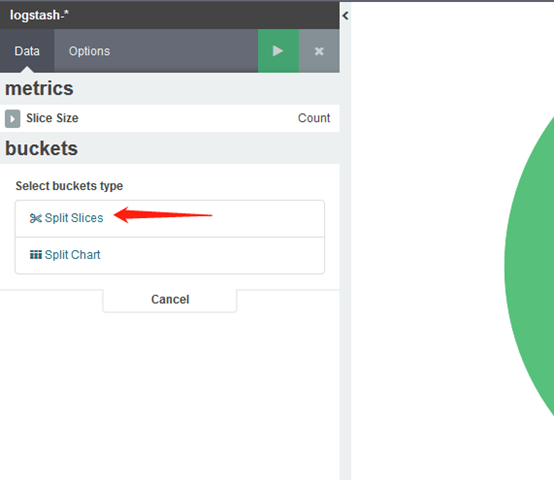 logstash-*
Data Options
metrics
Slice Size Count
buckets
Select buckets type
Split Slices
Split Chart
Cancel